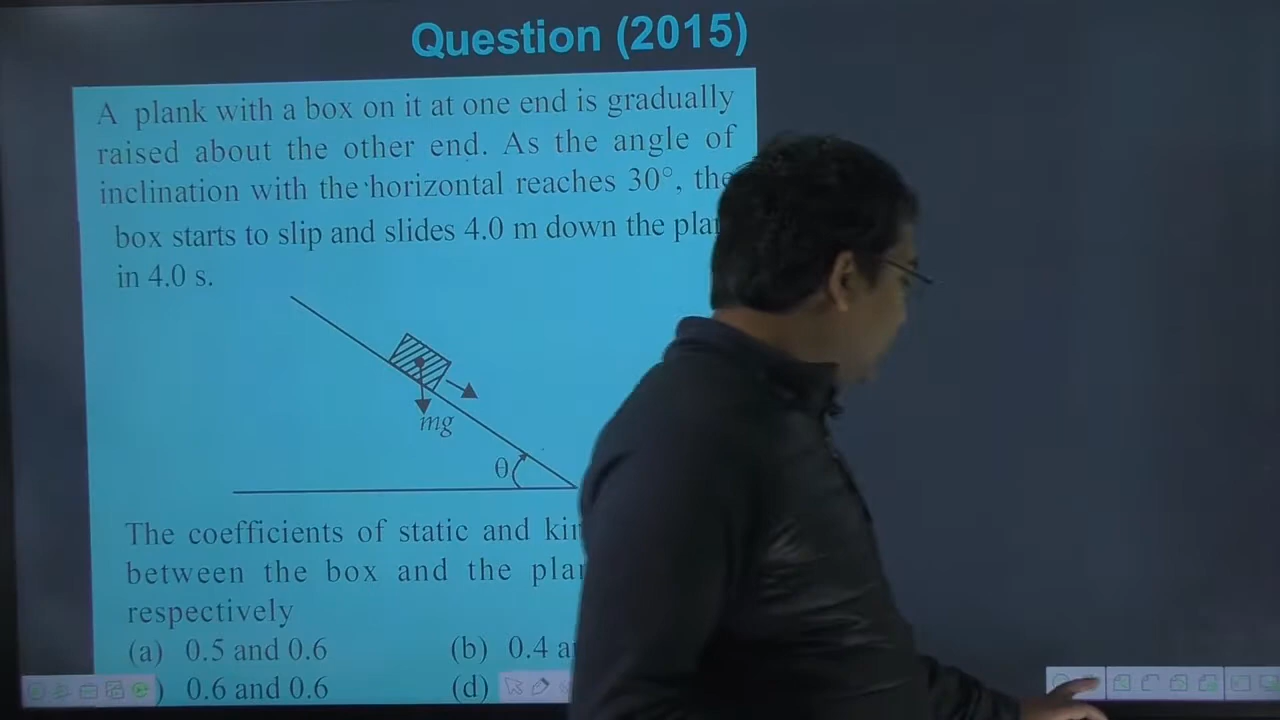 Question (2015)
A plank with a box on it at one end is gradually
raised about the other end. As the angle of
inclination with the horizontal reaches 30°, the
box starts to slip and slides 4.0 m down the
in 4.0 s.
mg
θ
The coefficients of static and
between the box and the
respectively
(a) 0.5 and 0.6
(b) 0.4
) 0.6 and 0.6
(d)